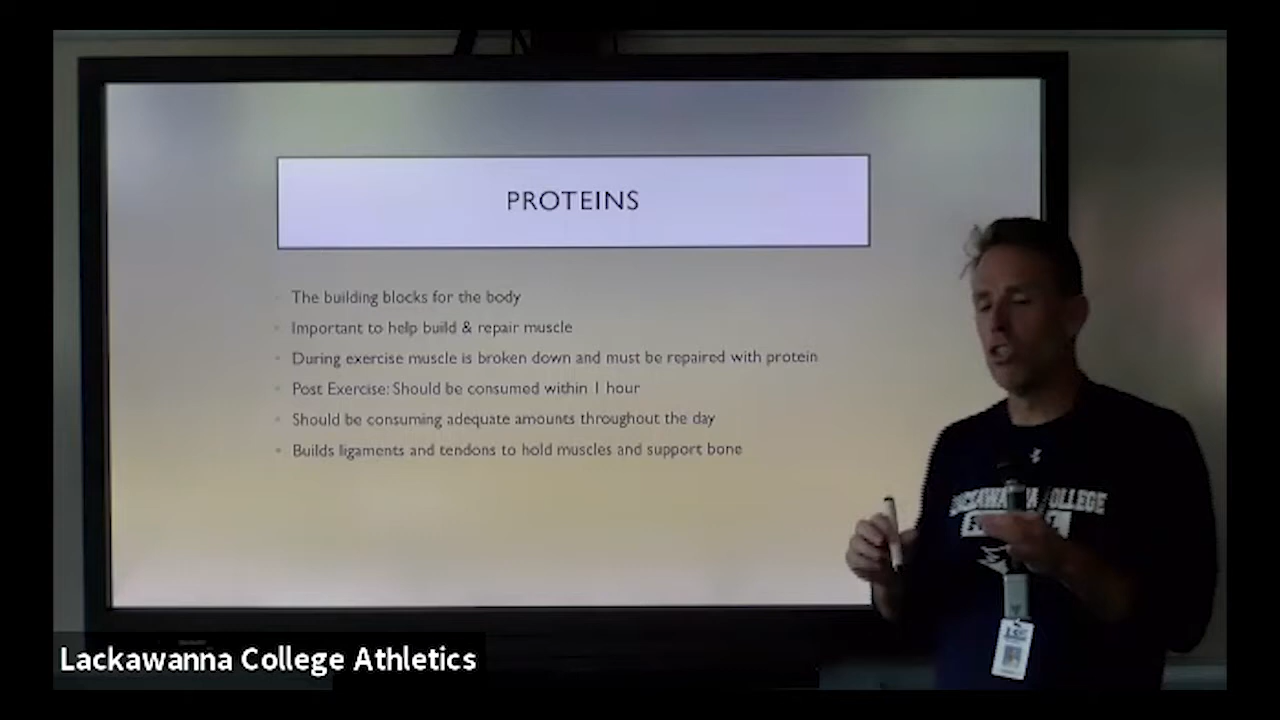 PROTEINS
The building blocks for the body
Important to help build & repair muscle
During exercise muscle is broken down and must be repaired with protein
Post Exercise: Should be consumed within 1 hour
Should be consuming adequate amounts throughout the day
Builds ligaments and tendons to hold muscles and support bone
COLLEGE
Lackawanna College Athletics